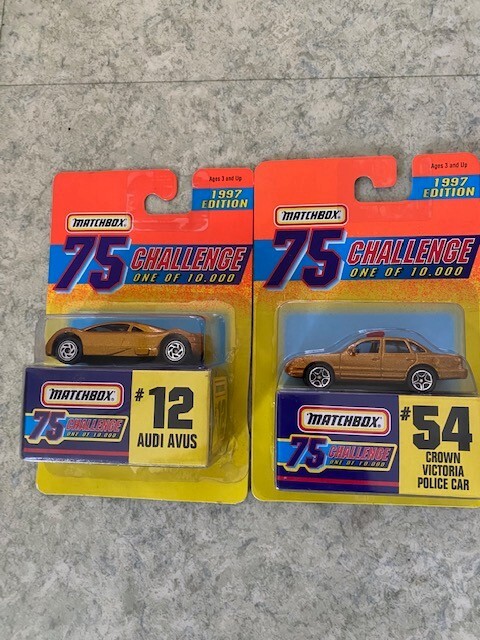 Ages 3 and Up
1997
EDITION
MATCHBOX
75 CHALLENGE
ONE OF 10,000
MATCHBOX
75 CHALLENGE
ONE OF 10,000
#12
AUDI AVUS
Ages 3 and Up
1997
EDITION
MATCHBOX
75 CHALLENGE
ONE OF 10,000
MATCHBOX
75 CHALLENGE
ONE OF 10,000
#54
CROWN
VICTORIA
POLICE CAR